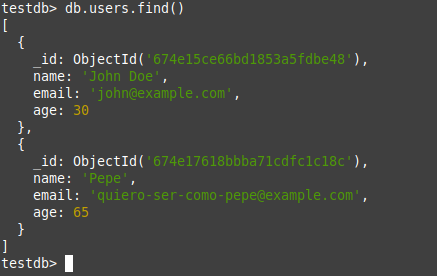 testdb> db.users.find()
[
  {
    _id: ObjectId('674e15ce66bd1853a5fdbe48'),
    name: 'John Doe',
    email: 'john@example.com',
    age: 30
  },
  {
    _id: ObjectId('674e17618bbba71cdfc1c18c'),
    name: 'Pepe',
    email: 'quiero-ser-como-pepe@example.com',
    age: 65
  }
]
testdb>